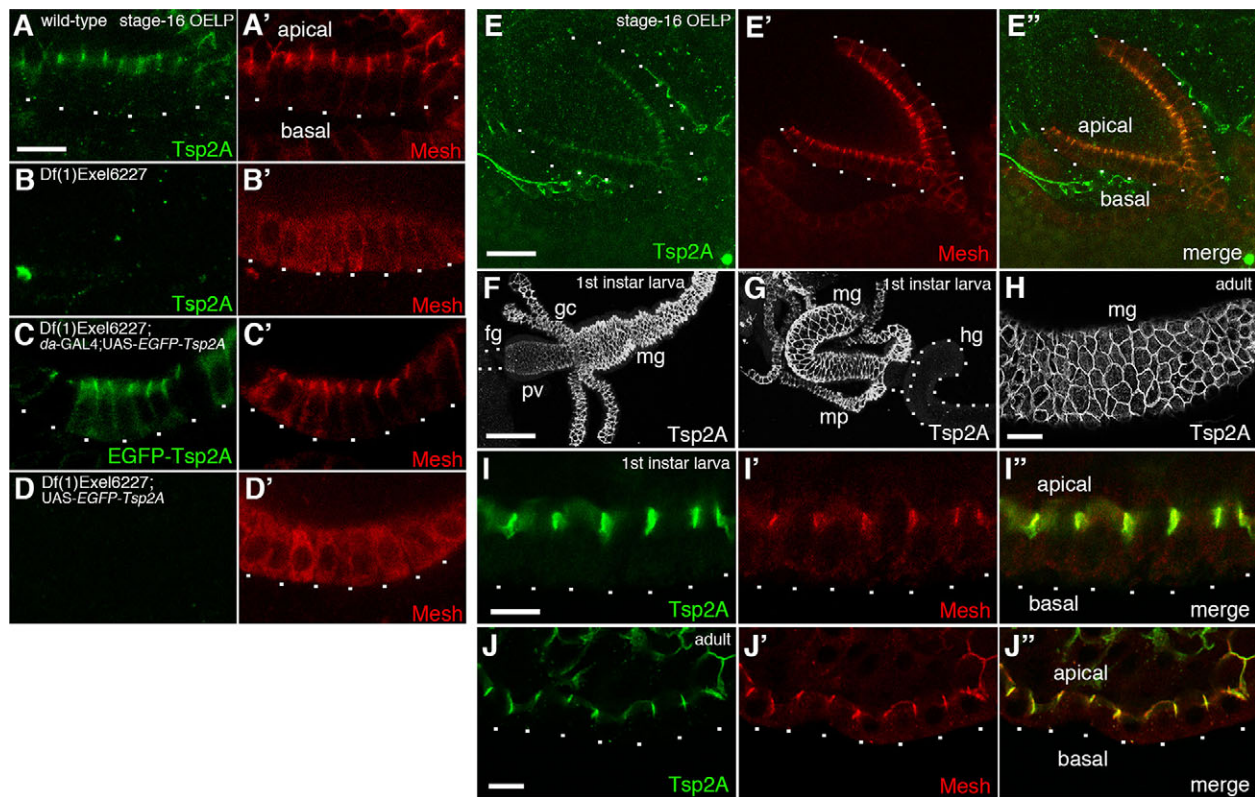 A wild-type stage-16 OELP
Tsp2A
A' apical
basal
Mesh
B Df(1)Exel6227
Tsp2A
B'
Mesh
C Df(1)Exel6227;
da-GAL4;UAS-EGFP-Tsp2A
EGFP-Tsp2A
C'
Mesh
D Df(1)Exel6227;
UAS-EGFP-Tsp2A
D'
Mesh
E stage-16 OELP
Tsp2A
E'
Mesh
E"
apical
basal
merge
F 1st instar larva
gc
fg
mg
pv
Tsp2A
G mg 1st instar larva
hg
mp
Tsp2A
H adult
mg
Tsp2A
I 1st instar larva
Tsp2A
I'
Mesh
I"
apical
basal
merge
J adult
Tsp2A
J'
Mesh
J"
apical
basal
merge